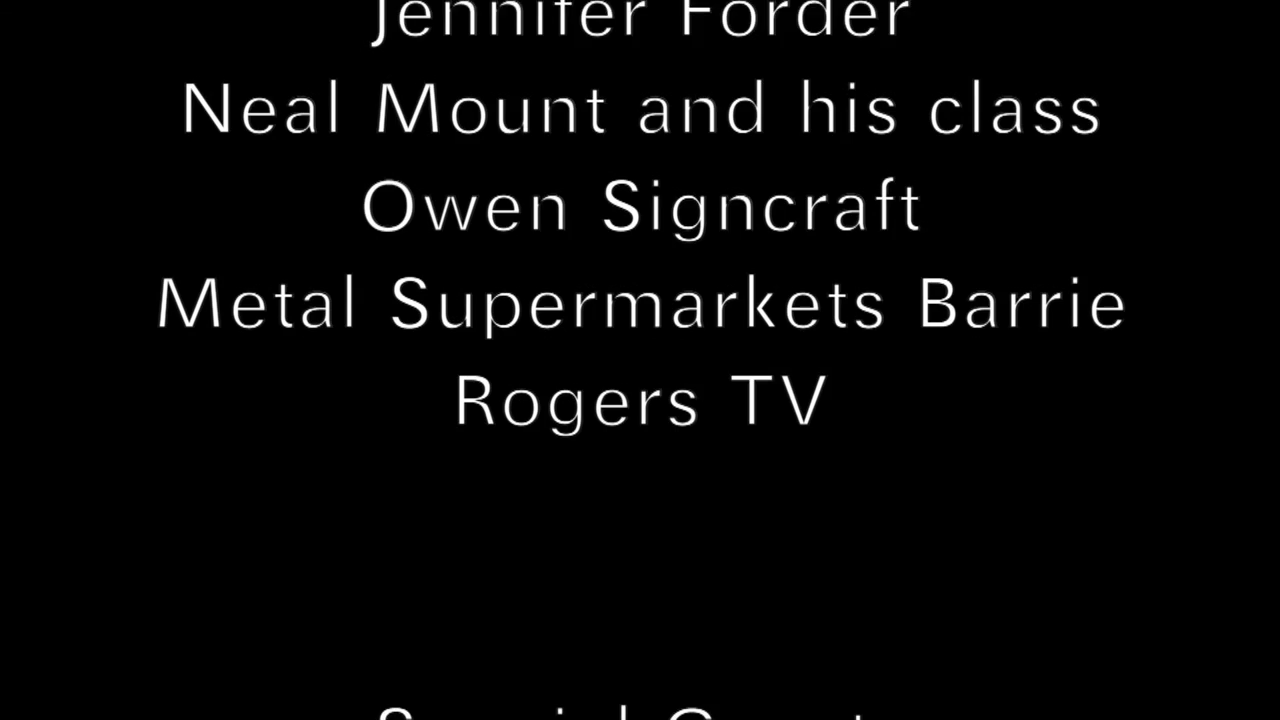 Jennifer Forder
Neal Mount and his class
Owen Signcraft
Metal Supermarkets Barrie
Rogers TV